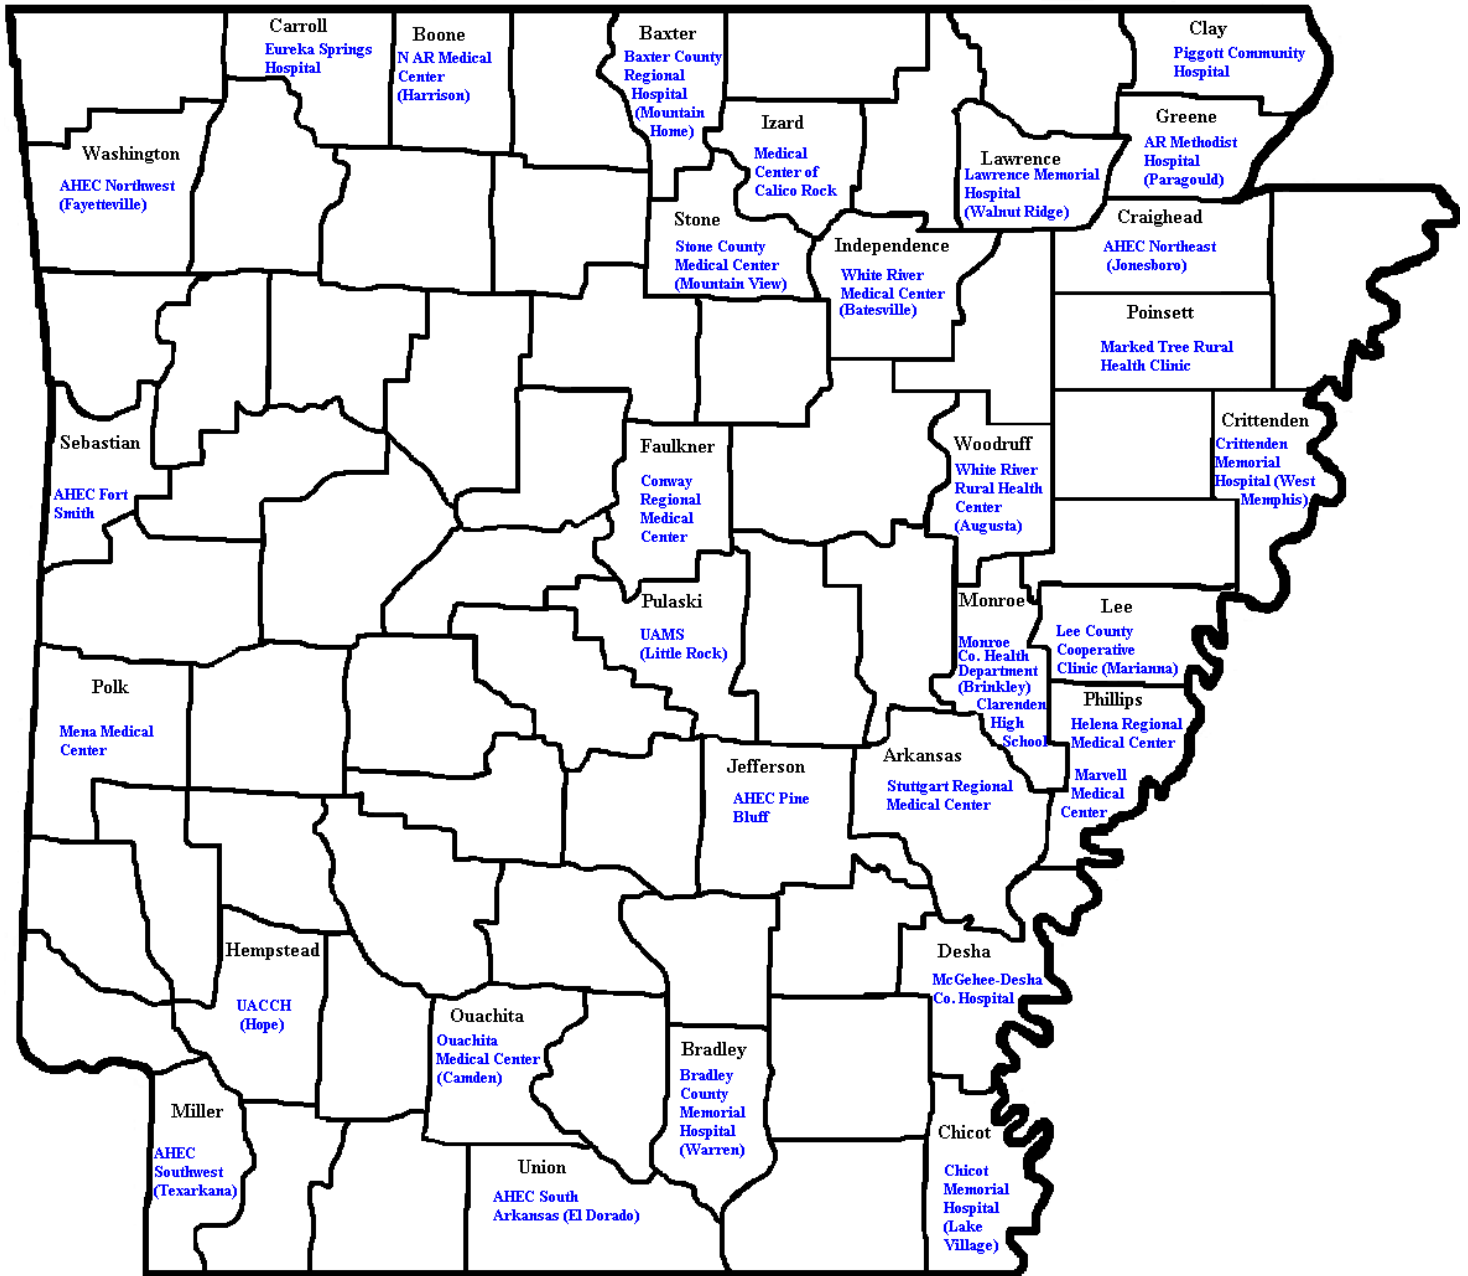 Carroll
Eureka Springs
Hospital
Boone
N AR Medical
Center
(Harrison)
Baxter
Baxter County
Regional
Hospital
(Mountain
Home)
Clay
Piggott Community
Hospital
Greene
AR Methodist
Hospital
(Paragould)
Izard
Medical
Center of
Calico Rock
Washington
AHEC Northwest
(Fayetteville)
Lawrence
Lawrence Memorial
Hospital
(Walnut Ridge)
Stone
Stone County
Medical Center
(Mountain View)
Independence
White River
Medical Center
(Batesville)
Craighead
AHEC Northeast
(Jonesboro)
Poinsett
Marked Tree Rural
Health Clinic
Sebastian
AHEC Fort
Smith
Faulkner
Conway
Regional
Medical
Center
Woodruff
White River
Rural Health
Center
(Augusta)
Crittenden
Crittenden
Memorial
Hospital (West
Memphis)
Pulaski
UAMS
(Little Rock)
Monroe
Monroe
Co. Health
Department
(Brinkley)
Clarenden
High
School
Lee
Lee County
Cooperative
Clinic (Marianna)
Polk
Mena Medical
Center
Phillips
Helena Regional
Medical Center
Marvell
Medical
Center
Jefferson
AHEC Pine
Bluff
Arkansas
Stuttgart Regional
Medical Center
Hempstead
UACCH
(Hope)
Desha
McGehee-Desha
Co. Hospital
Ouachita
Ouachita
Medical Center
(Camden)
Bradley
Bradley
County
Memorial
Hospital
(Warren)
Miller
AHEC
Southwest
(Texarkana)
Union
AHEC South
Arkansas (El Dorado)
Chicot
Chicot
Memorial
Hospital
(Lake
Village)